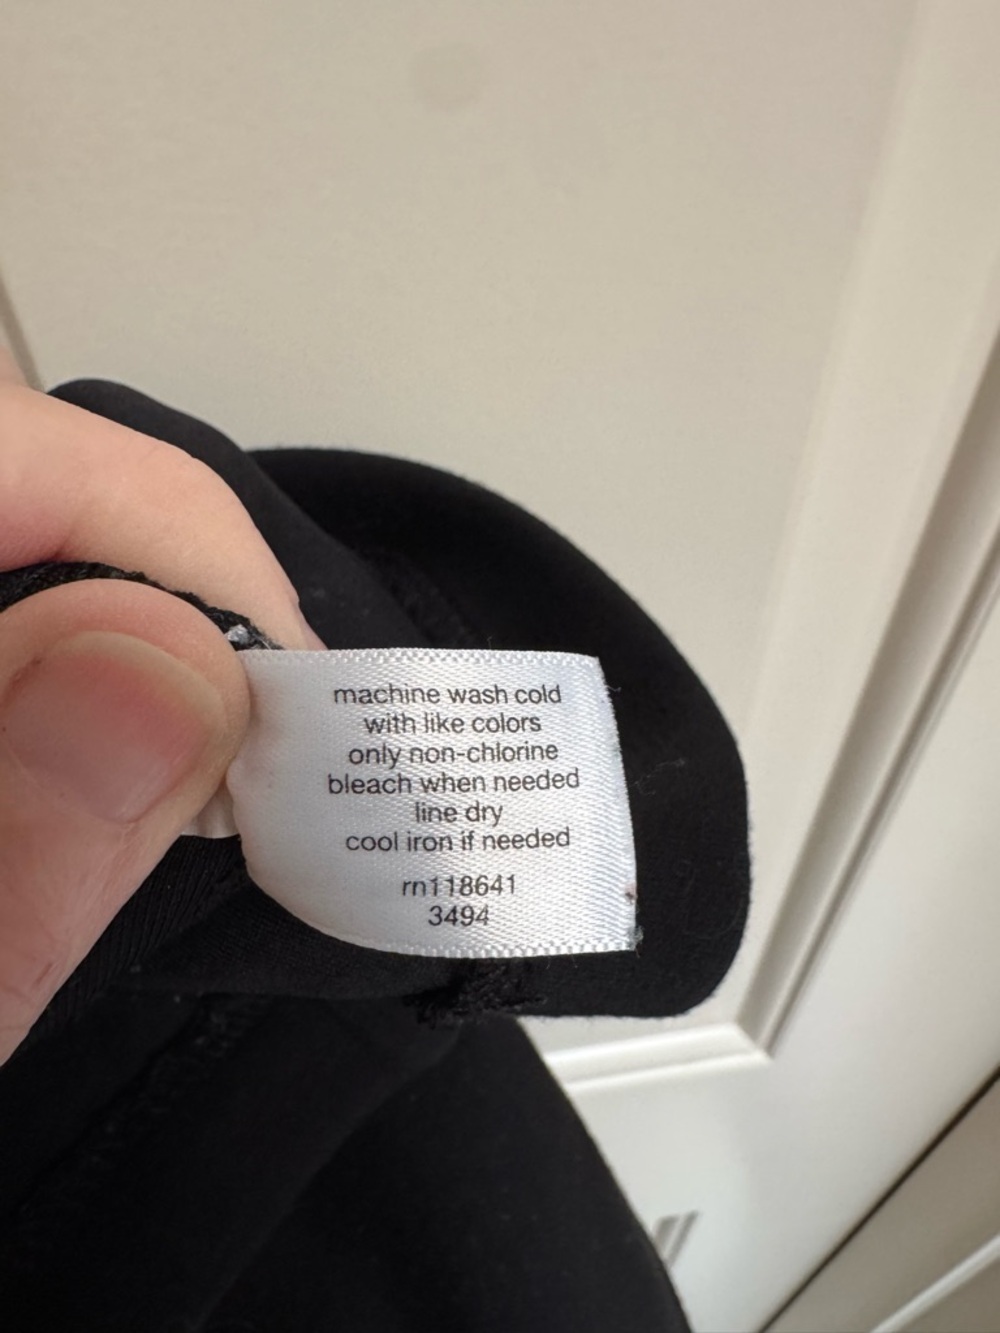 machine wash cold
with like colors
only non-chlorine
bleach when needed
line dry
cool iron if needed
rn118641
3494